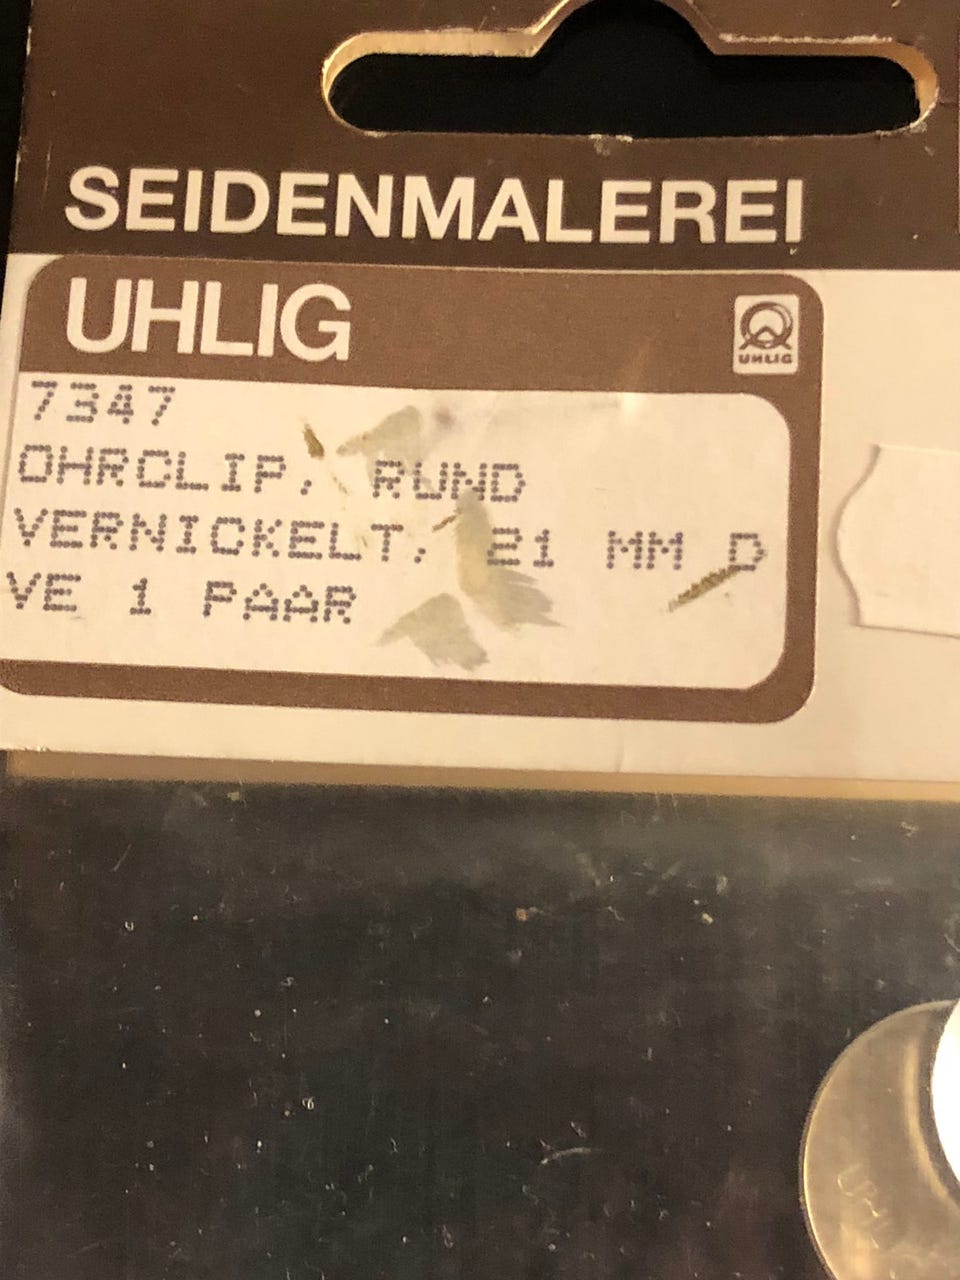 SEIDENMALEREI
UHLIG
UHLIG
7347
OHRCLIP, RUND
VERNICKELT, 21 MM D
VE 1 PAAR